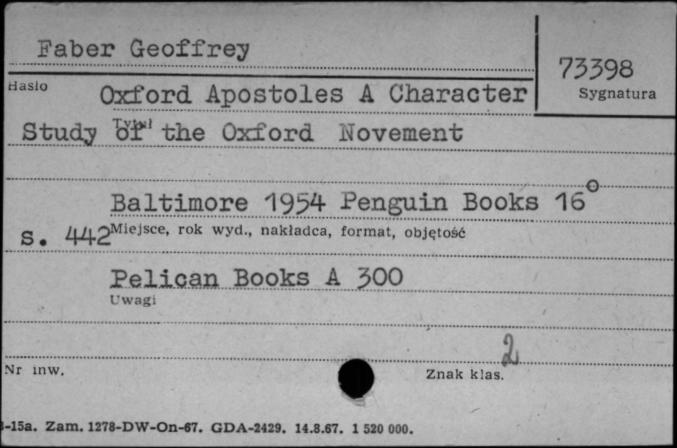 Faber Geoffrey
73398
Hasło
Sygnatura
Oxford Apostoles A Character
Study of the Oxford Novement
Tytuł
Baltimore 1954 Penguin Books 16°
s. 442
Miejsce, rok wyd., nakładca, format, objętość
Pelican Books A 300
Uwagi
2
Nr inw.
Znak klas.
-15a. Zam. 1278-DW-On-67. GDA-2429. 14.8.67. 1 520 000.